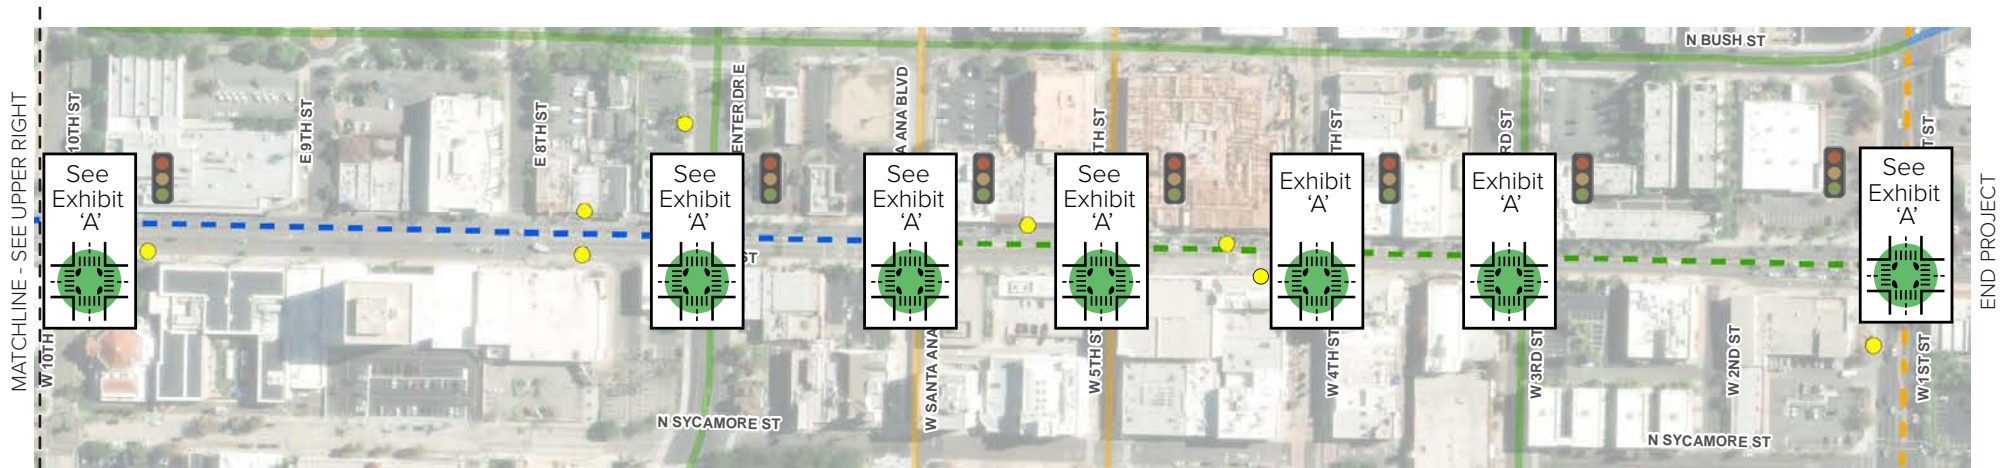 N BUSH ST
MATCHLINE - SEE UPPER RIGHT
10TH ST
E 9TH ST
E 8TH ST
ENTER DR E
A ANA BLVD
5TH ST
TH ST
RD ST
T ST
See
Exhibit
‘A’
See
Exhibit
‘A’
See
Exhibit
‘A’
See
Exhibit
‘A’
Exhibit
‘A’
Exhibit
‘A’
See
Exhibit
‘A’
END PROJECT
ST
W 10TH
W SANTA ANA
W 5TH ST
W 4TH ST
W 3RD ST
W 2ND ST
W 1ST ST
N SYCAMORE ST
N SYCAMORE ST